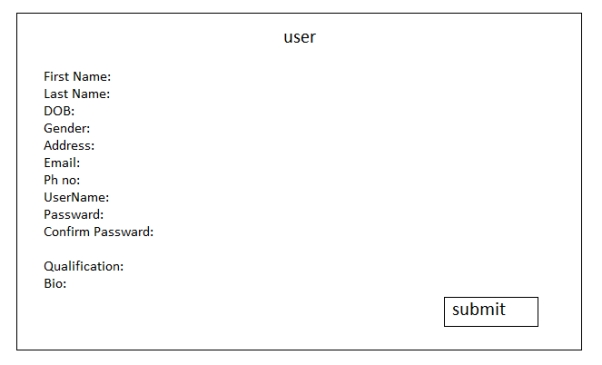 user
First Name:
Last Name:
DOB:
Gender:
Address:
Email:
Ph no:
UserName:
Passward:
Confirm Passward:
Qualification:
Bio:
submit